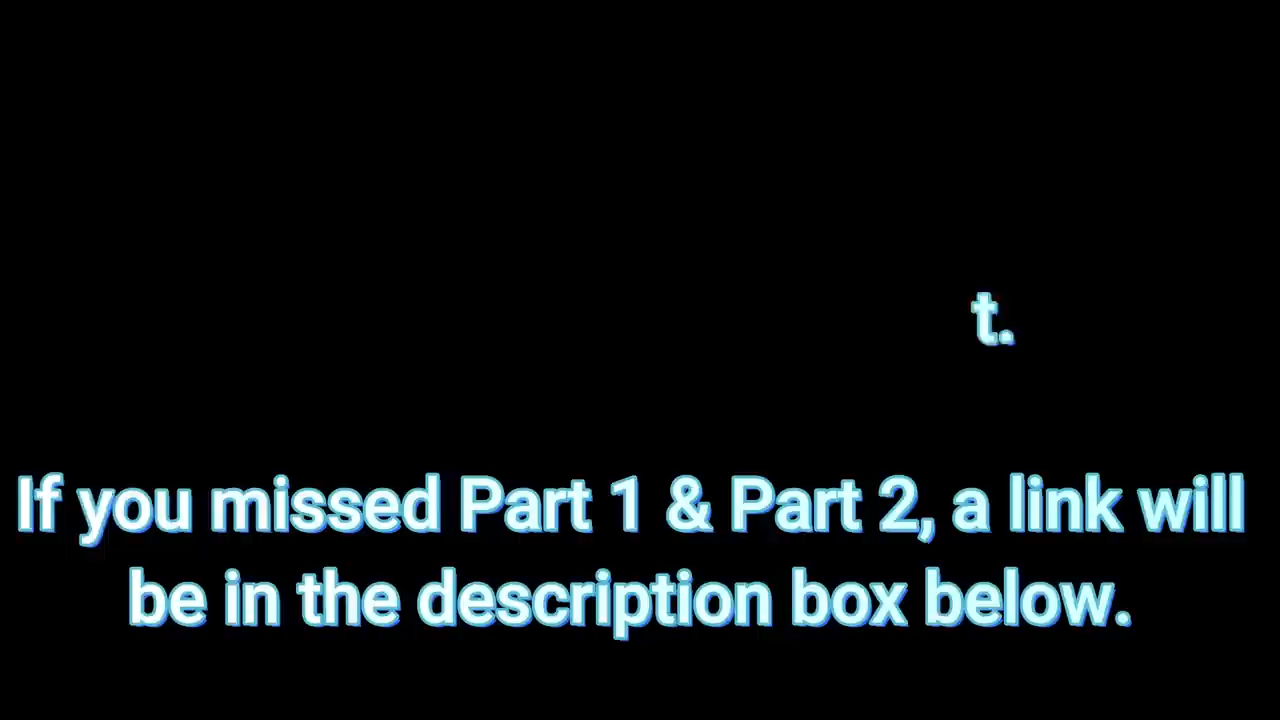 t.
If you missed Part 1 & Part 2, a link will
be in the description box below.